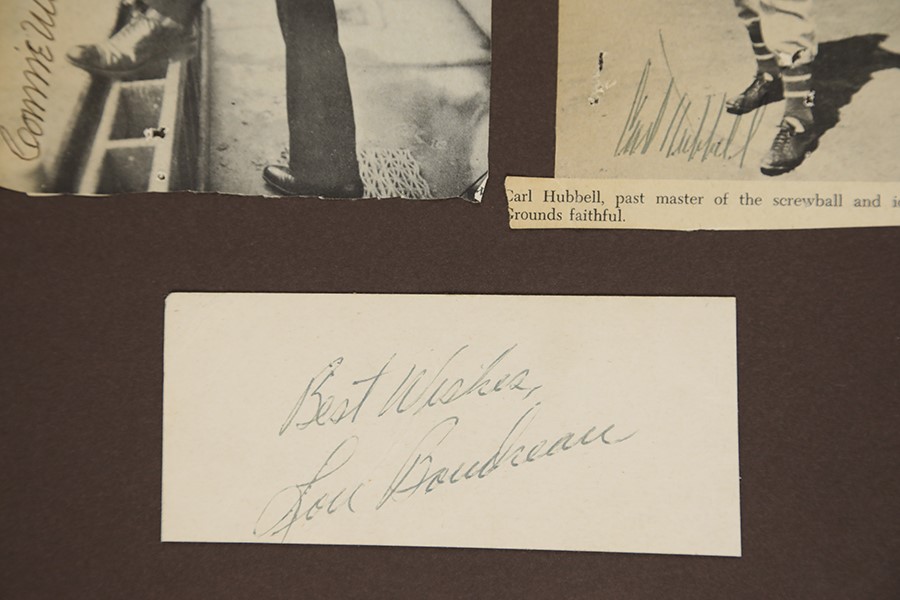 Connie
Carl Hubbell
Carl Hubbell, past master of the screwball and
Grounds faithful.
Best Wishes,
Lou Boudreau